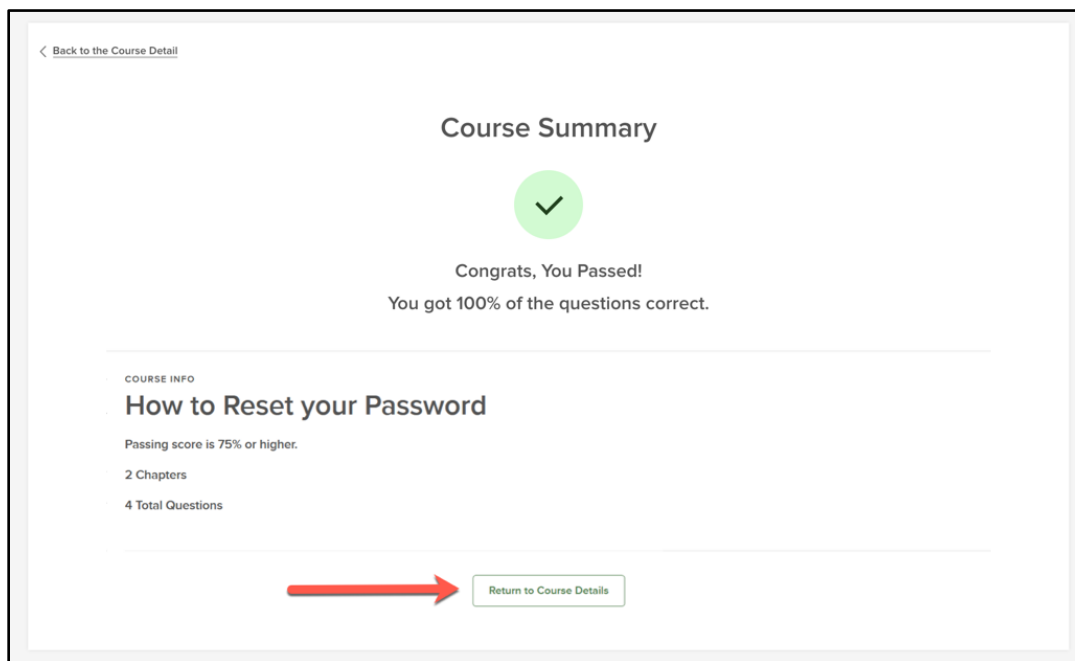 Back to the Course Detail
Course Summary
Congrats, You Passed!
You got 100% of the questions correct.
COURSE INFO
How to Reset your Password
Passing score is 75% or higher.
2 Chapters
4 Total Questions
Return to Course Details